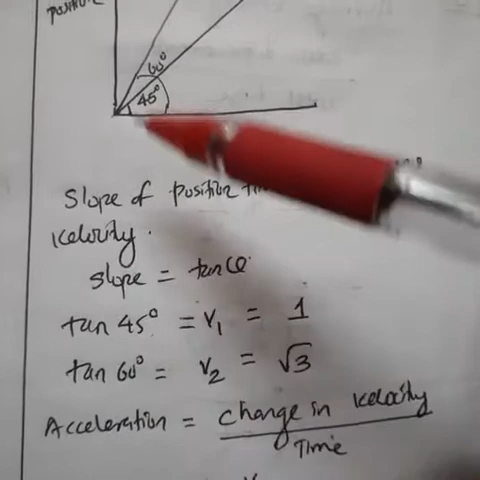 60°
45°
Slope of position
velocity.
slope = tanθ
tan 45° = V₁ = 1
tan 60° = V₂ = √3
Acceleration = change in velocity
Time